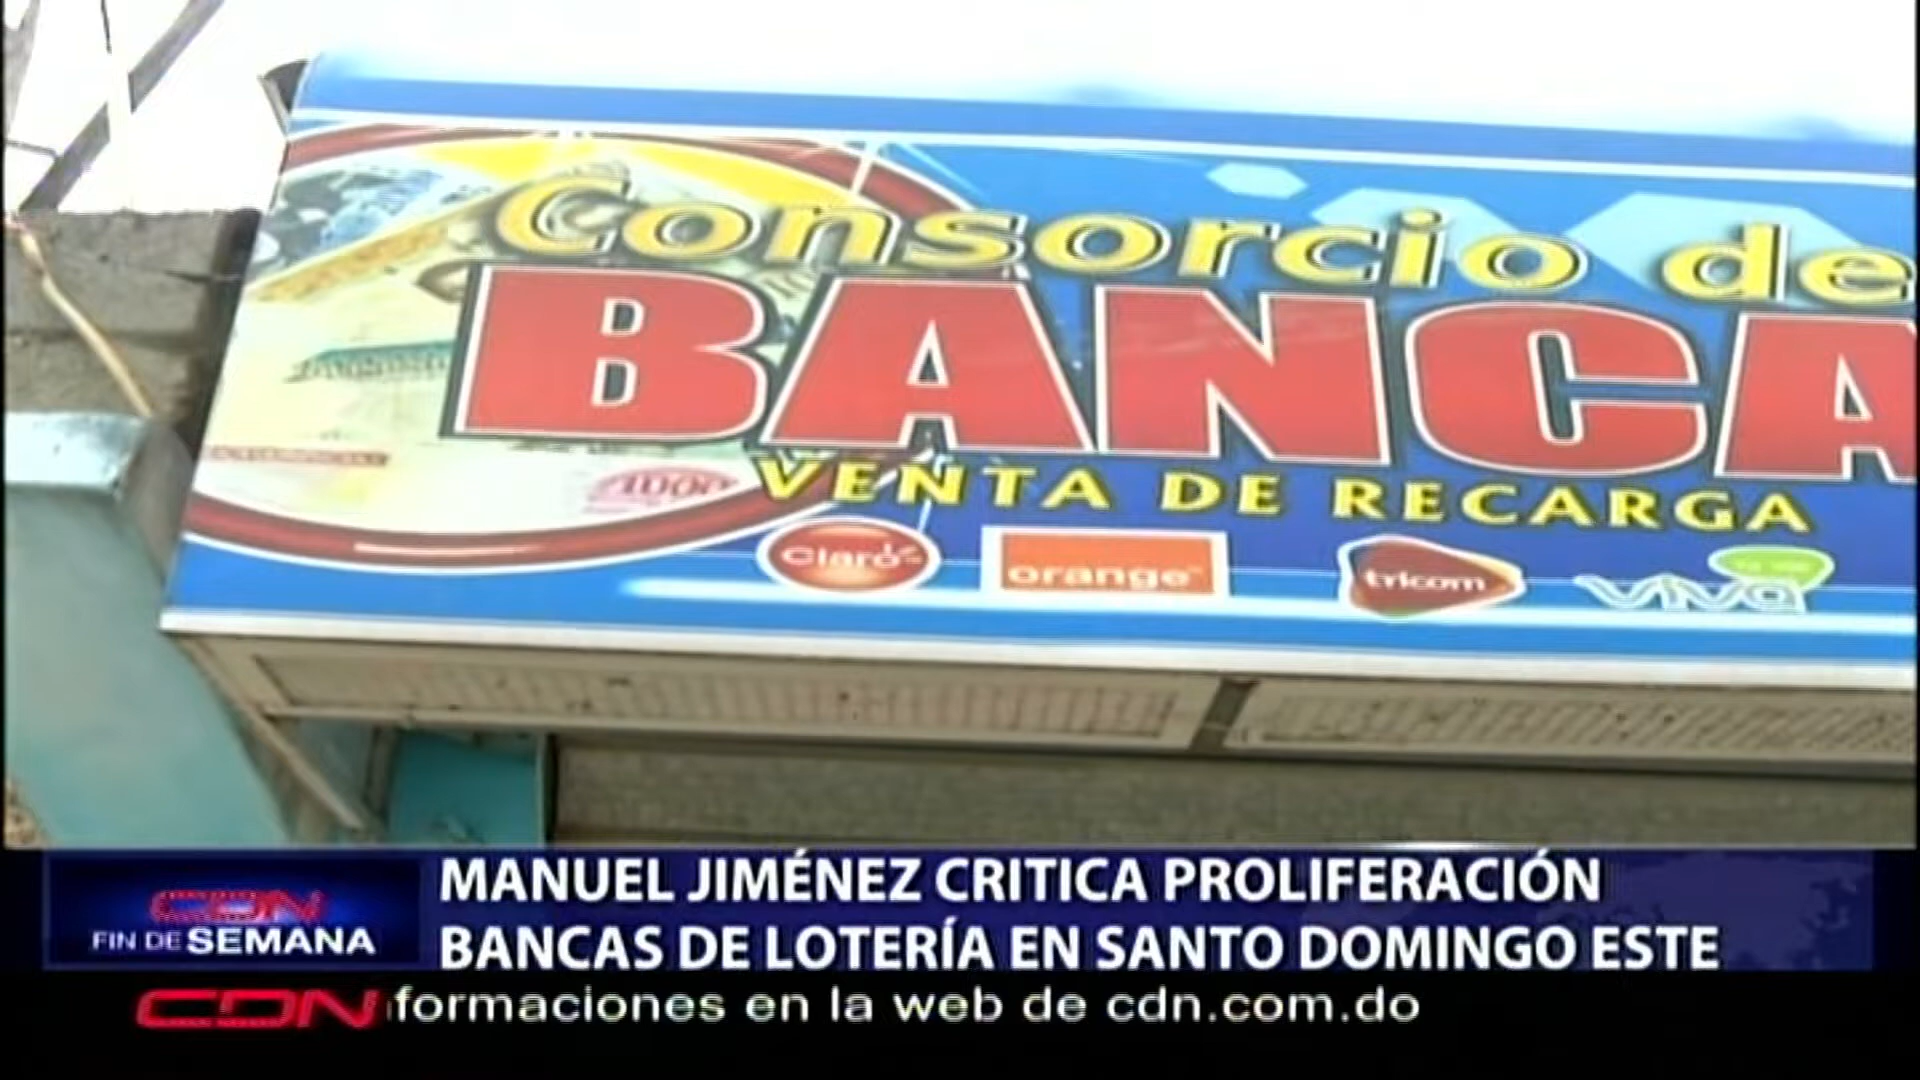 Consorcio de
BANCA
VENTA DE RECARGA
Claro
orange
tricom
viva
1000
CDN
FIN DE SEMANA
MANUEL JIMÉNEZ CRITICA PROLIFERACIÓN
BANCAS DE LOTERÍA EN SANTO DOMINGO ESTE
CDN
formaciones en la web de cdn.com.do